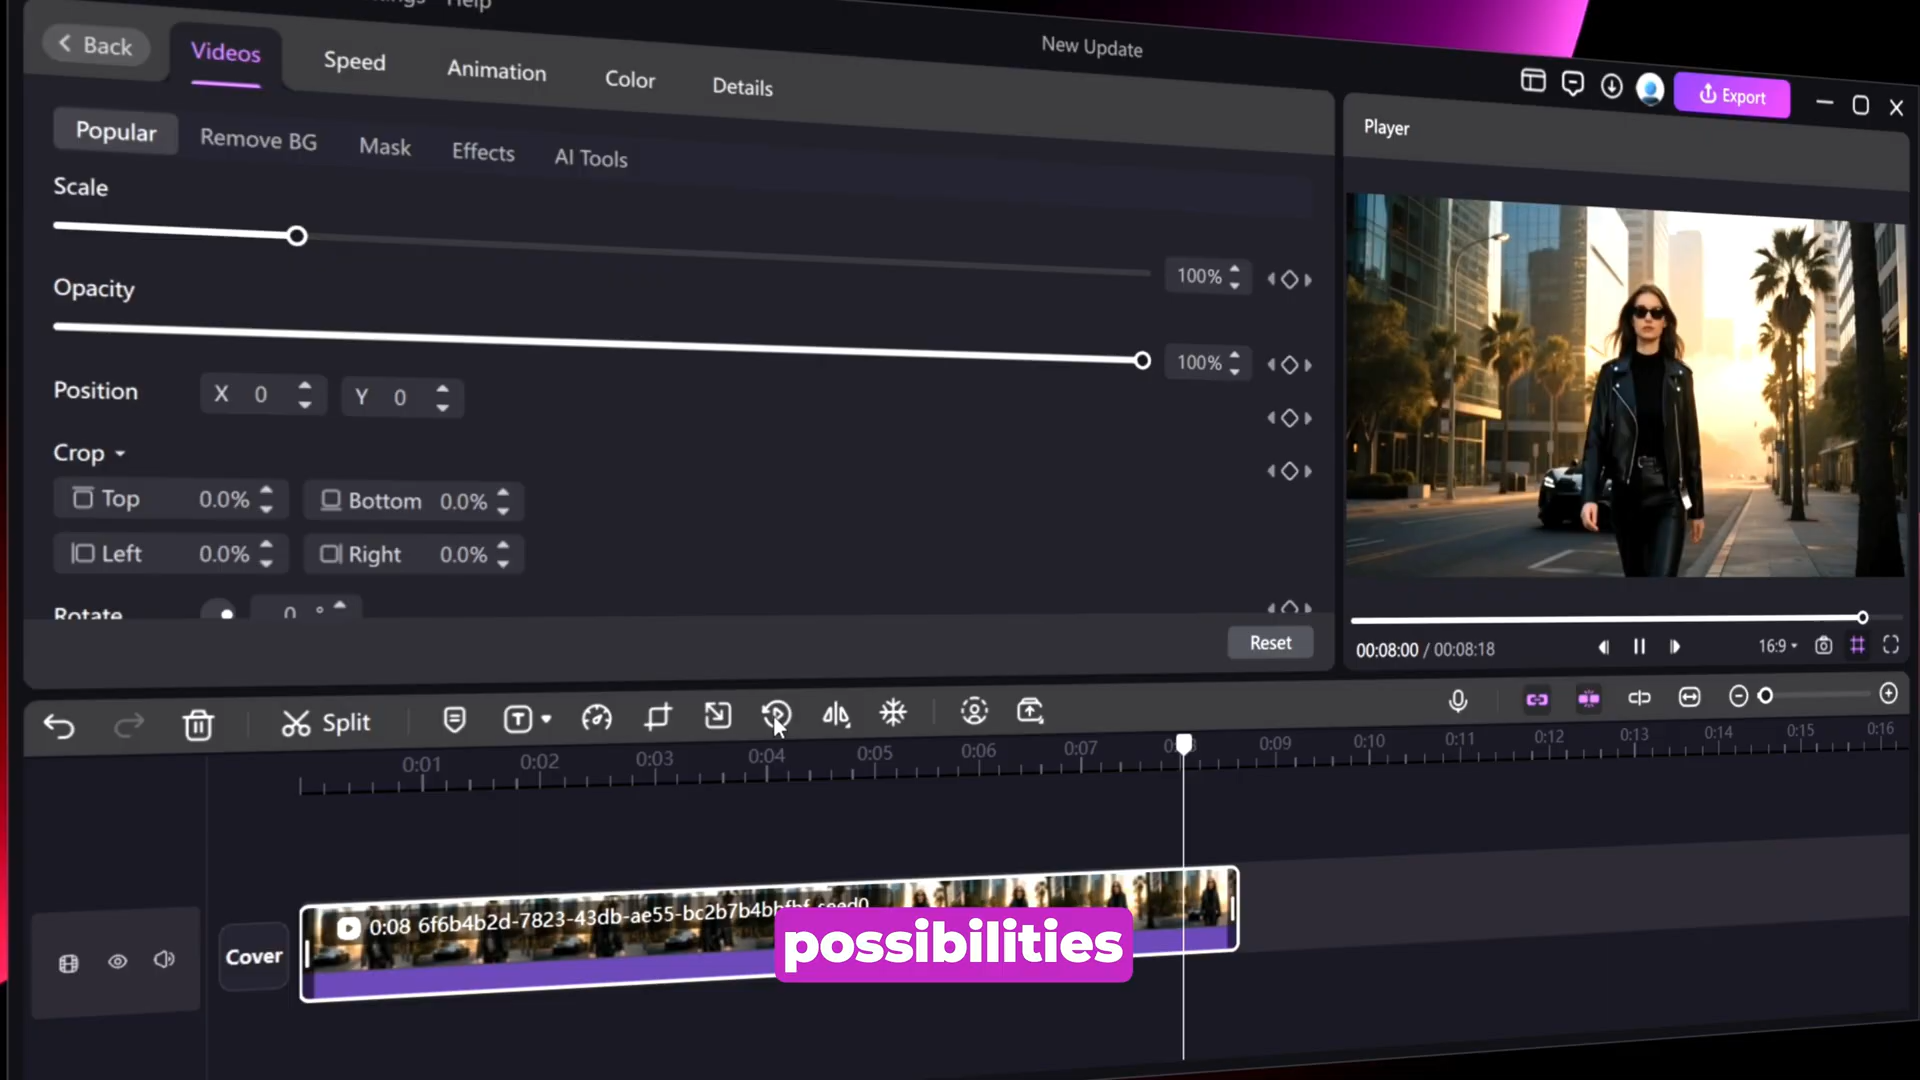 Help
New Update
Back
Videos
Speed
Animation
Color
Details
Export
Popular
Remove BG
Mask
Effects
AI Tools
Player
Scale
100%
Opacity
100%
Position
X 0
Y 0
Crop
Top 0.0%
Bottom 0.0%
Left 0.0%
Right 0.0%
Rotate
0 °
Reset
00:08:00 / 00:08:18
16:9
Split
0:01 0:02 0:03 0:04 0:05 0:06 0:07 0:09 0:10 0:11 0:12 0:13 0:14 0:15 0:16
0:08 6f6b4b2d-7823-43db-ae55-
Cover
possibilities